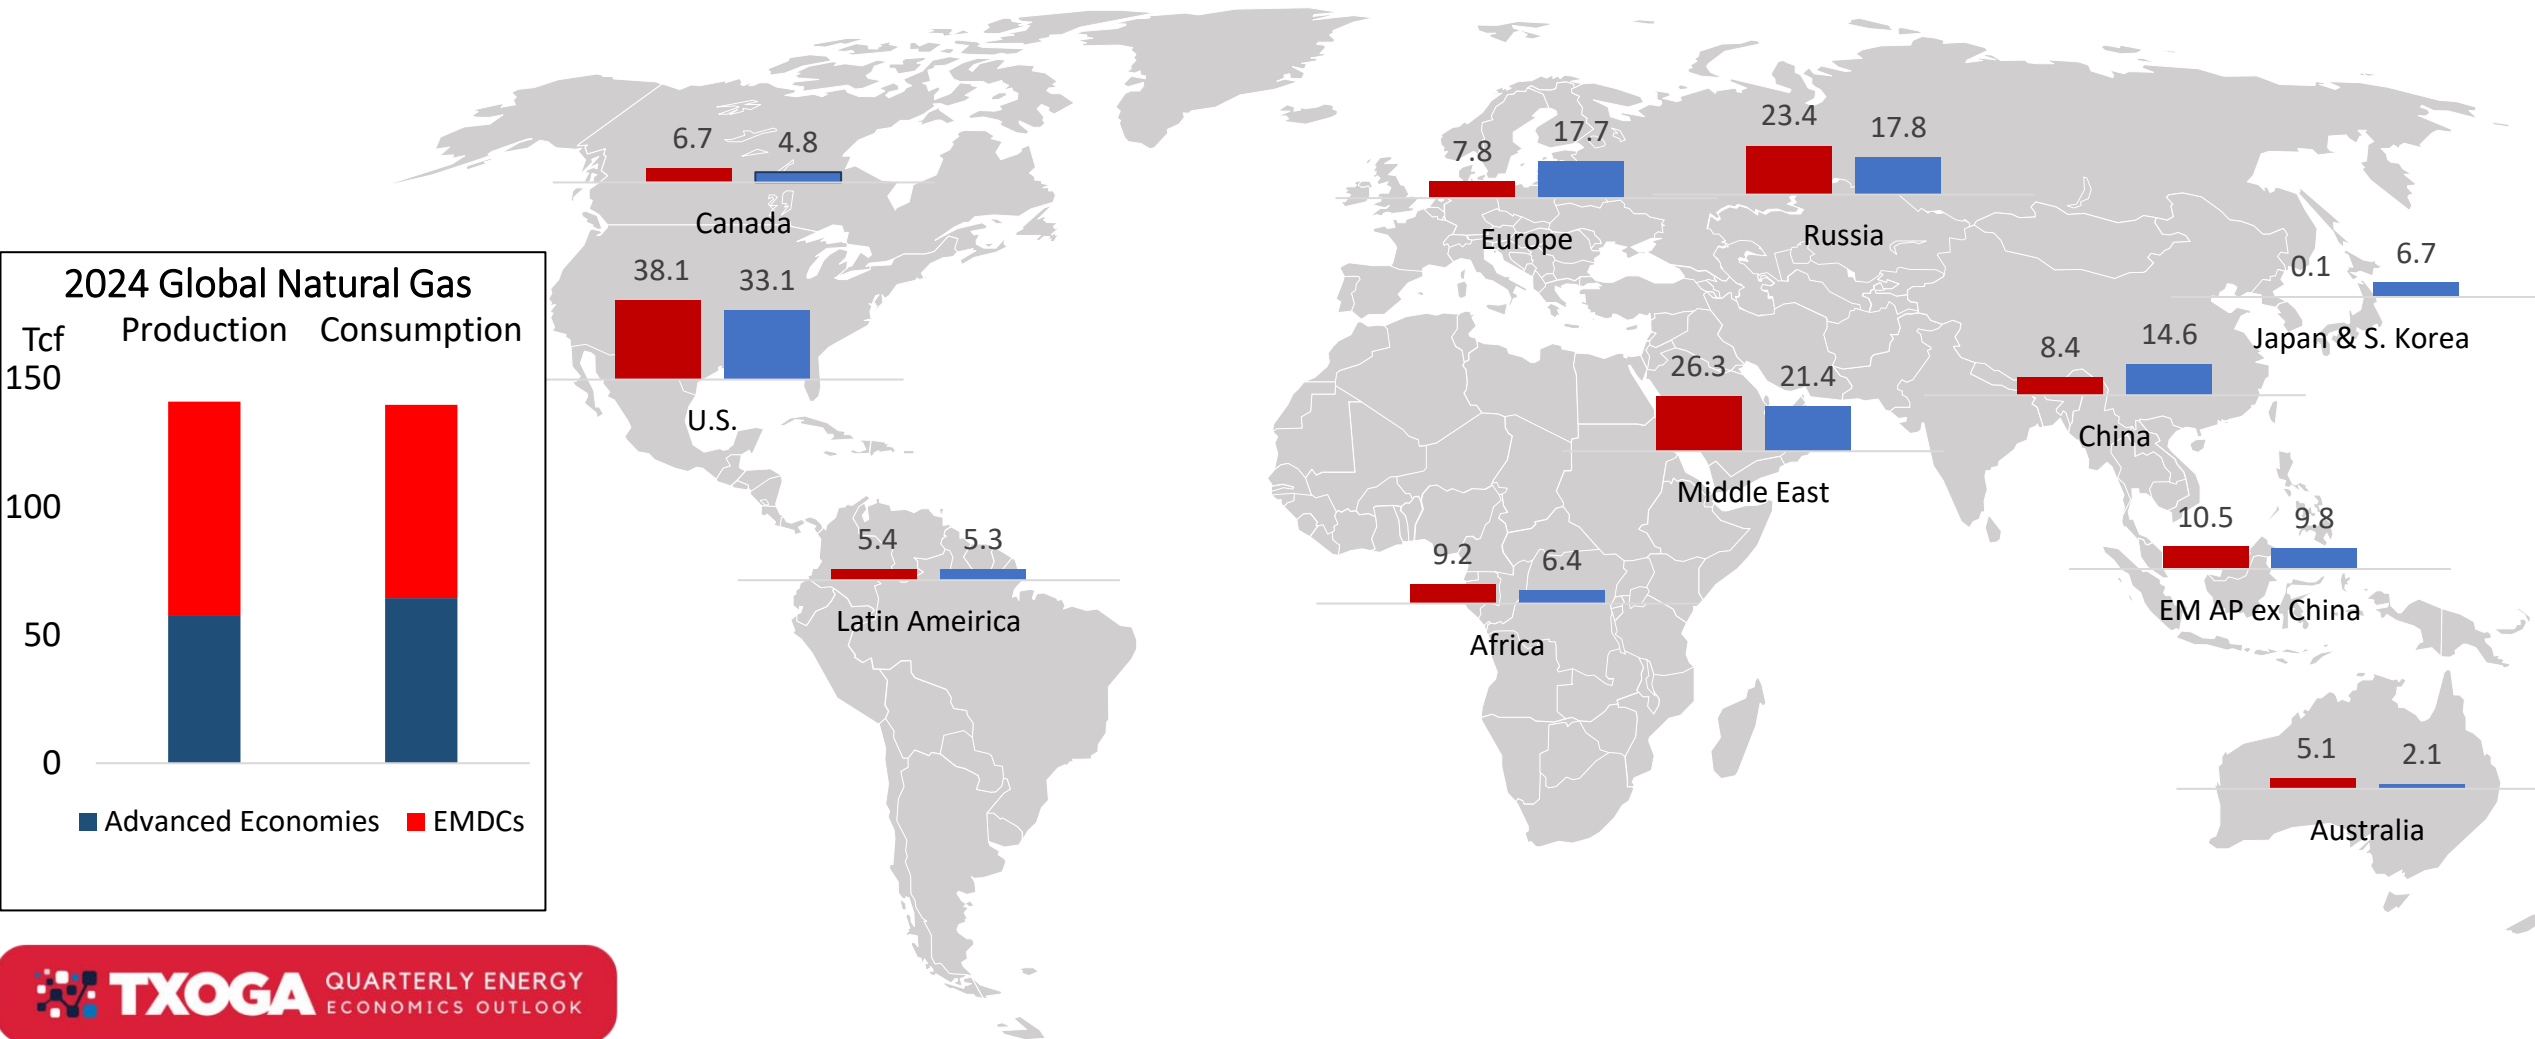 2024 Global Natural Gas
Production Consumption
Tcf
150
100
50
0
Advanced Economies EMDCs
6.7 4.8
Canada
38.1 33.1
U.S.
5.4 5.3
Latin Ameirica
7.8 17.7
Europe
23.4 17.8
Russia
0.1 6.7
Japan & S. Korea
8.4 14.6
China
26.3 21.4
Middle East
9.2 6.4
Africa
10.5 9.8
EM AP ex China
5.1 2.1
Australia
TXOGA
QUARTERLY ENERGY
ECONOMICS OUTLOOK